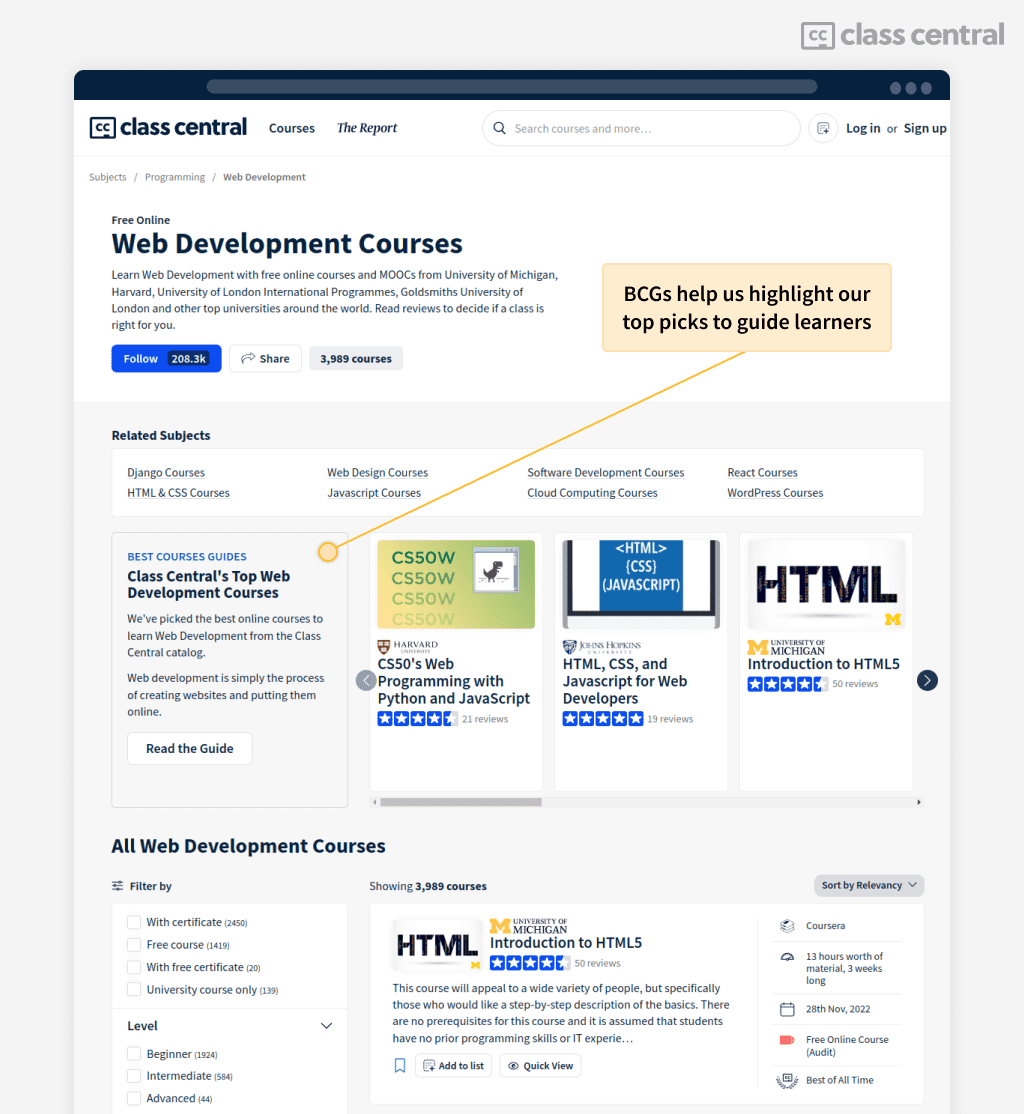 cc class central
cc class central
Courses
The Report
Search courses and more...
Log in or Sign up
Subjects / Programming / Web Development
Free Online
Web Development Courses
Learn Web Development with free online courses and MOOCs from University of Michigan,
Harvard, University of London International Programmes, Goldsmiths University of
London and other top universities around the world. Read reviews to decide if a class is
right for you.
BCGs help us highlight our
top picks to guide learners
Follow 208.3k
Share
3,989 courses
Related Subjects
Django Courses
Web Design Courses
Software Development Courses
React Courses
HTML & CSS Courses
Javascript Courses
Cloud Computing Courses
WordPress Courses
BEST COURSES GUIDES
Class Central's Top Web
Development Courses
We've picked the best online courses to
learn Web Development from the Class
Central catalog.
Web development is simply the process
of creating websites and putting them
online.
Read the Guide
CS50W
CS50W
CS50W
CS50W
HARVARD
UNIVERSITY
CS50's Web
Programming with
Python and JavaScript
21 reviews
<HTML>
{CSS}
(JAVASCRIPT)
JOHNS HOPKINS
UNIVERSITY
HTML, CSS, and
Javascript for Web
Developers
19 reviews
HTML
M
M UNIVERSITY OF
MICHIGAN
Introduction to HTML5
50 reviews
All Web Development Courses
Filter by
Showing 3,989 courses
Sort by Relevancy
With certificate (2450)
Free course (1419)
With free certificate (20)
University course only (139)
Level
Beginner (1924)
Intermediate (584)
Advanced (44)
HTML
M
M UNIVERSITY OF
MICHIGAN
Introduction to HTML5
50 reviews
This course will appeal to a wide variety of people, but specifically
those who would like a step-by-step description of the basics. There
are no prerequisites for this course and it is assumed that students
have no prior programming skills or IT experie...
Add to list
Quick View
Coursera
13 hours worth of
material, 3 weeks
long
28th Nov, 2022
Free Online Course
(Audit)
cc
Best of All Time